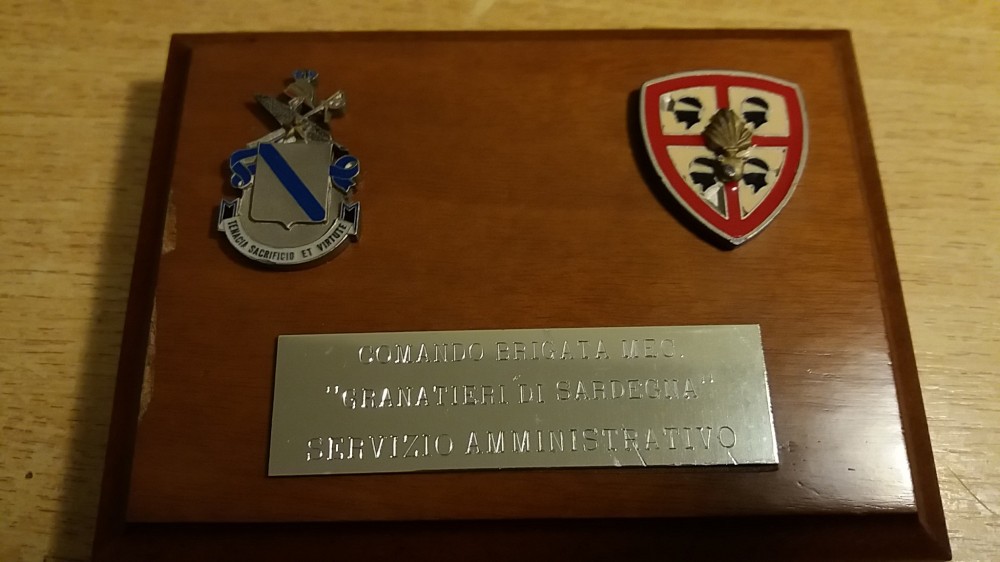 TENACIA SACRIFICIO ET VIRTUTE
COMANDO BRIGATA MEC.
"GRANATIERI DI SARDEGNA"
SERVIZIO AMMINISTRATIVO